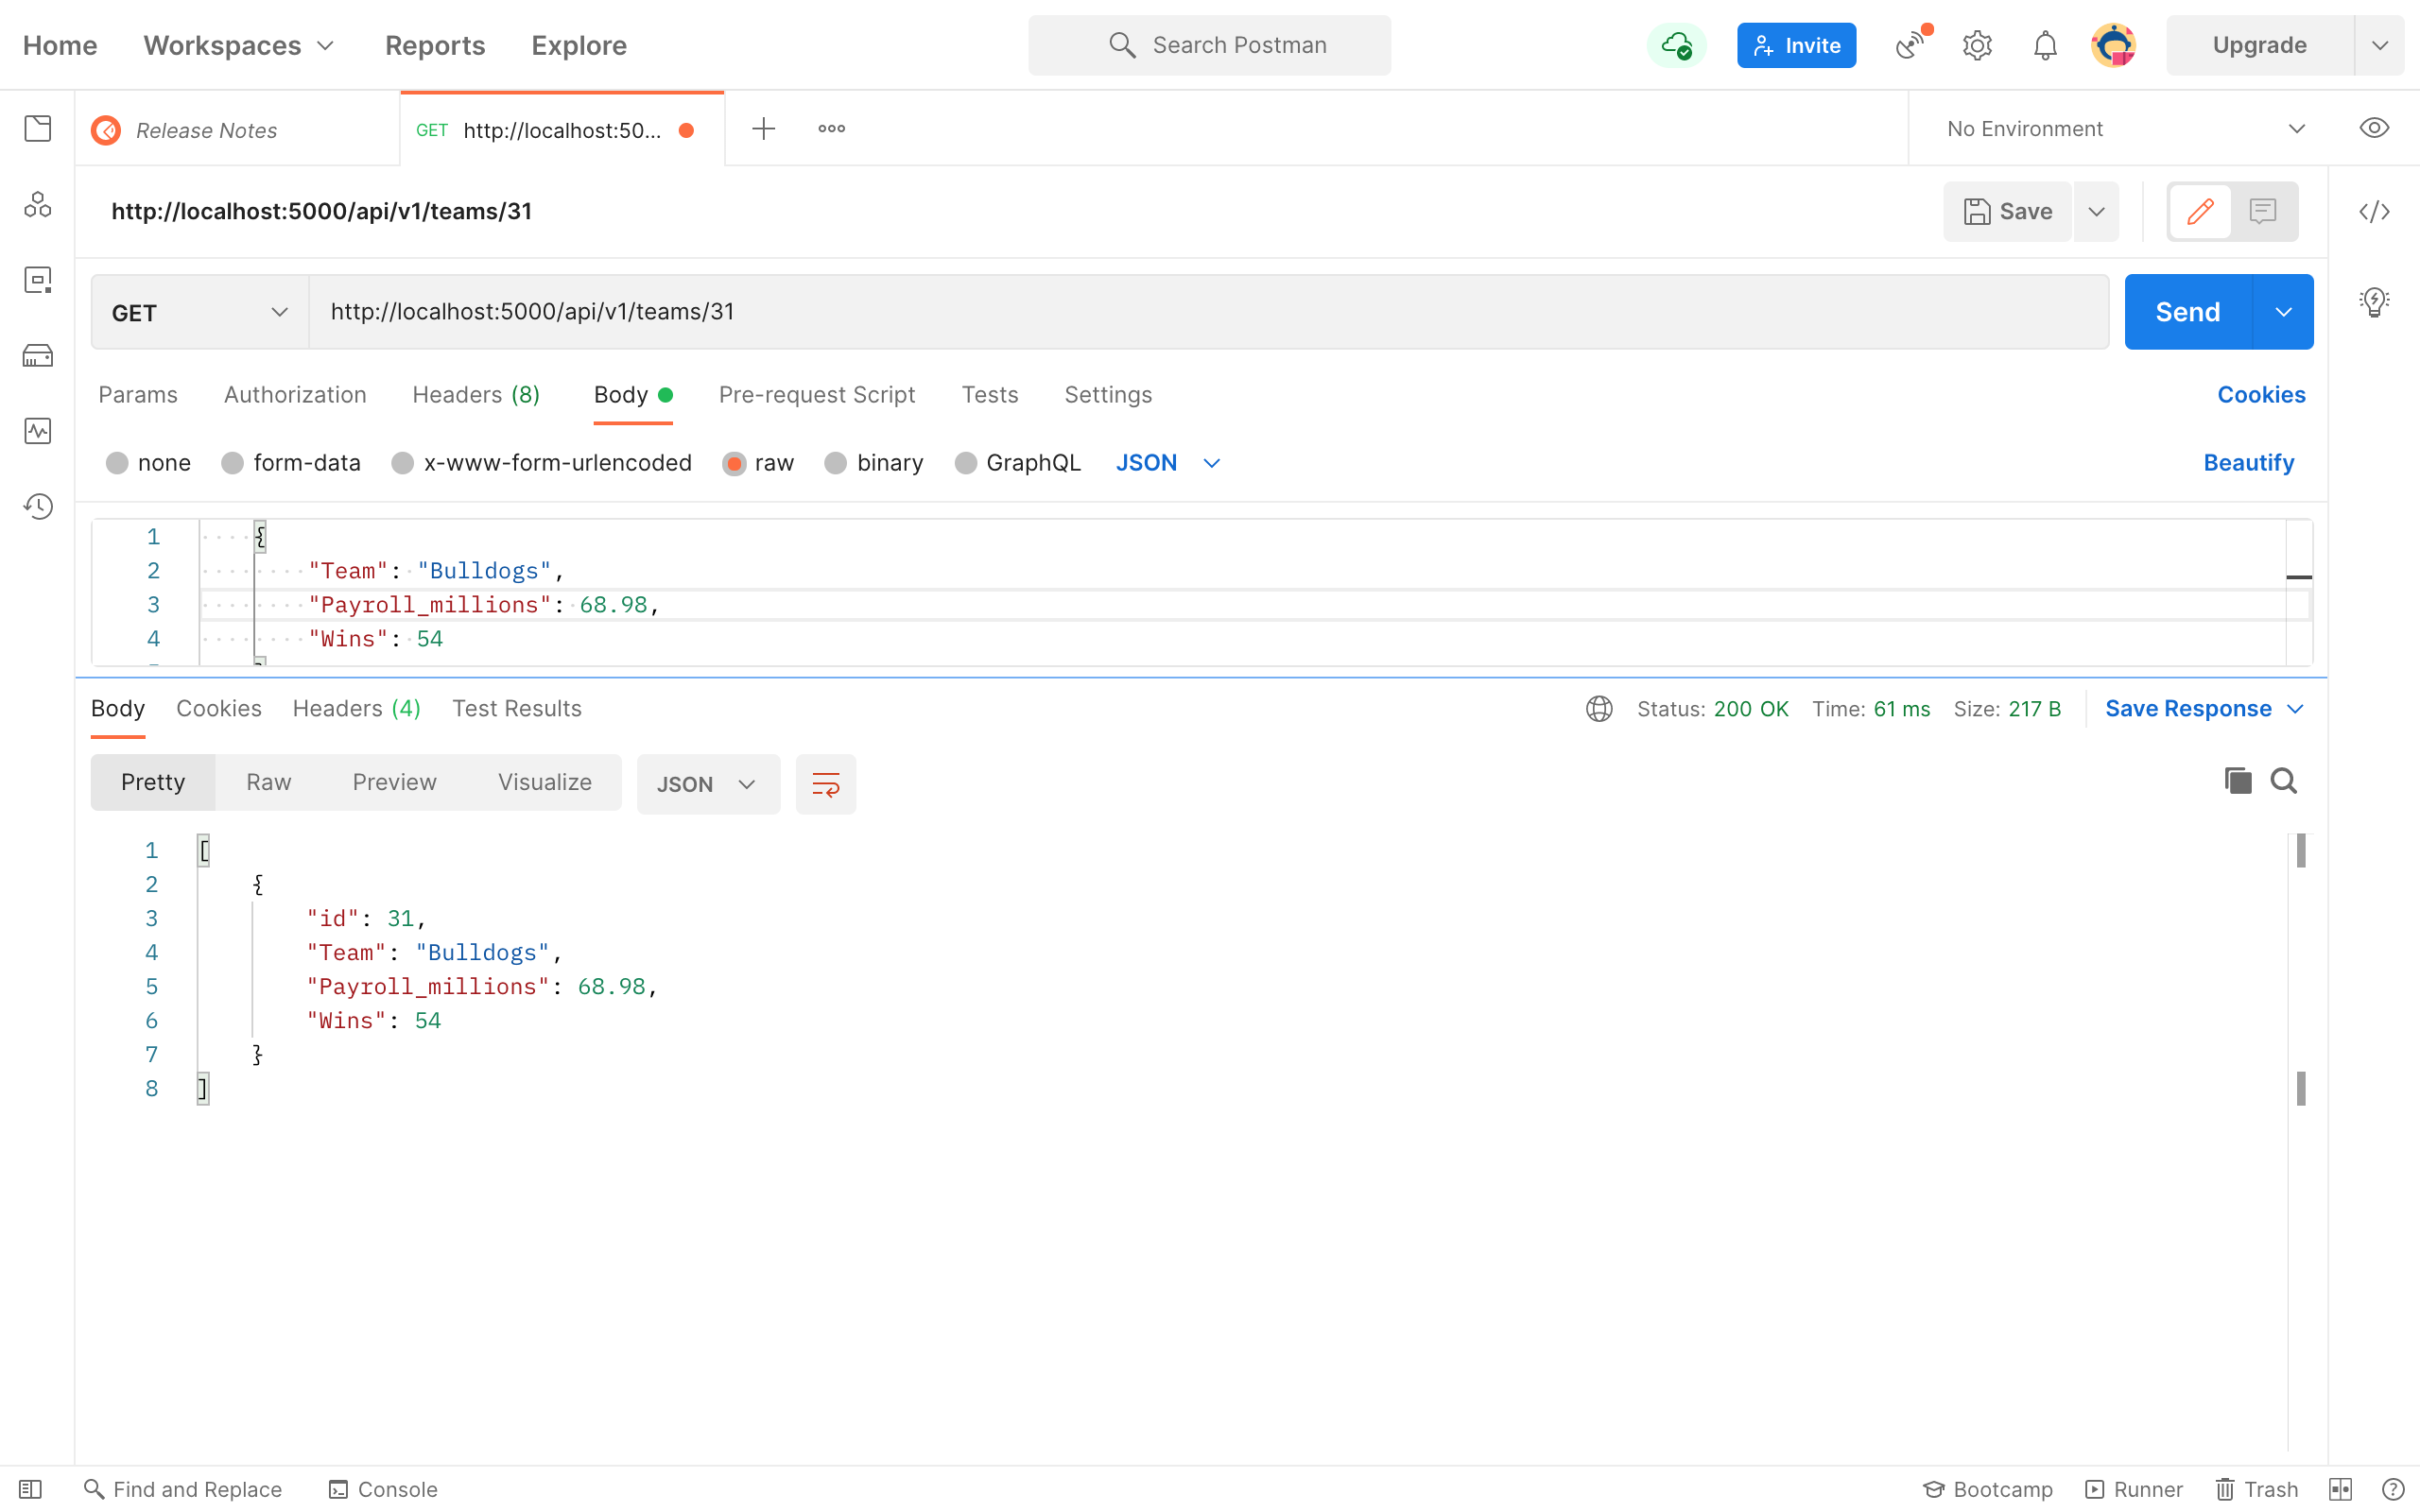 Home Workspaces Reports Explore Search Postman Invite Upgrade
Release Notes GET http://localhost:50... No Environment
http://localhost:5000/api/v1/teams/31 Save
GET http://localhost:5000/api/v1/teams/31 Send
Params Authorization Headers (8) Body Pre-request Script Tests Settings Cookies
none form-data x-www-form-urlencoded raw binary GraphQL JSON Beautify
1 {
2 "Team": "Bulldogs",
3 "Payroll_millions": 68.98,
4 "Wins": 54
Body Cookies Headers (4) Test Results Status: 200 OK Time: 61 ms Size: 217 B Save Response
Pretty Raw Preview Visualize JSON
1 [
2 {
3 "id": 31,
4 "Team": "Bulldogs",
5 "Payroll_millions": 68.98,
6 "Wins": 54
7 }
8 ]
Find and Replace Console Bootcamp Runner Trash